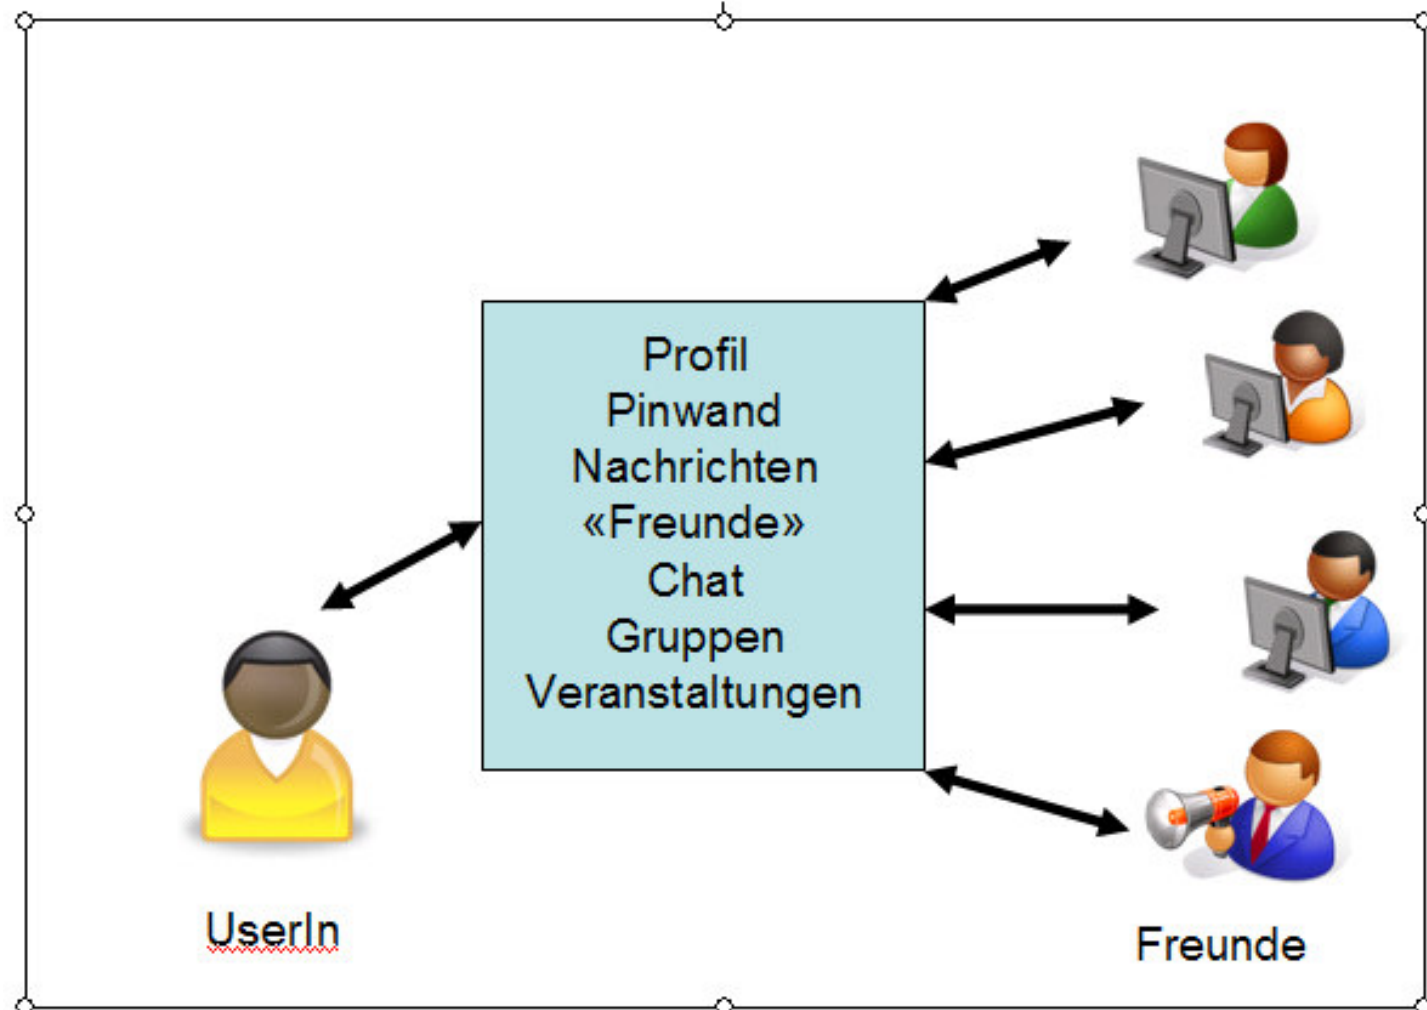 Profil
Pinwand
Nachrichten
«Freunde»
Chat
Gruppen
Veranstaltungen
UserIn
Freunde